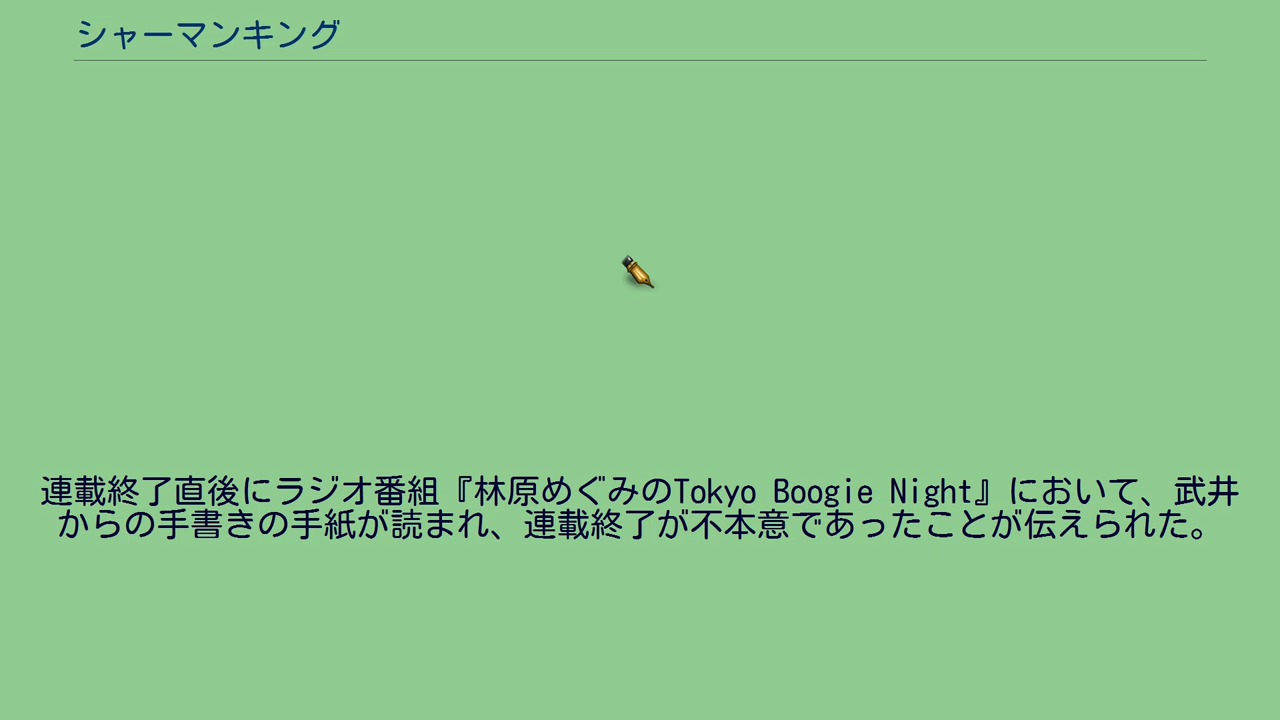 シャーマンキング
連載終了直後にラジオ番組『林原めぐみのTokyo Boogie Night』において、武井
からの手書きの手紙が読まれ、連載終了が不本意であったことが伝えられた。